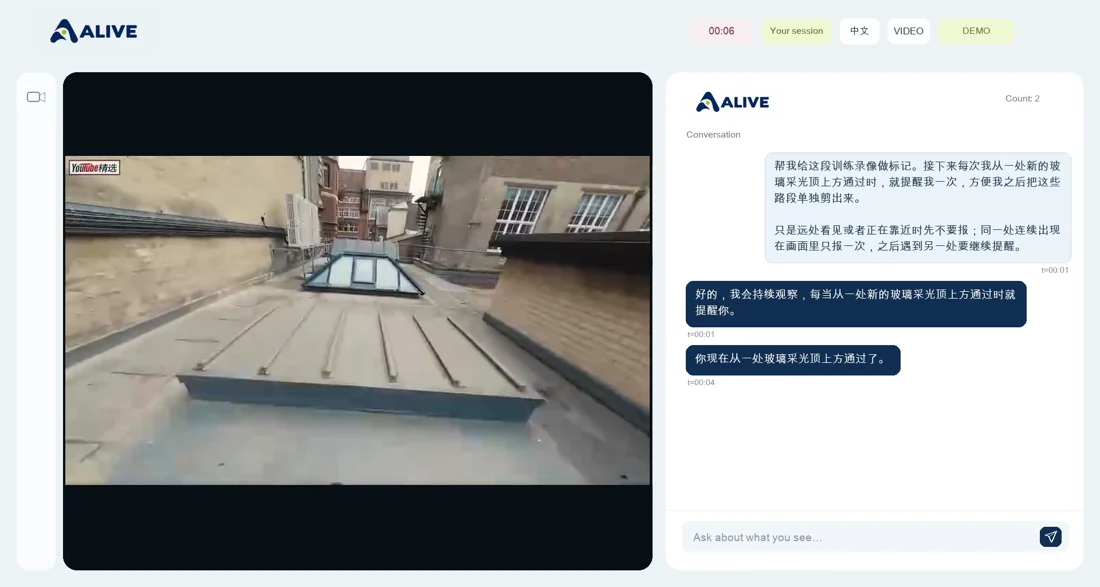 ALIVE
00:06
Your session
中文
VIDEO
DEMO
YouTube精选
ALIVE
Count: 2
Conversation
帮我给这段训练录像做标记。接下来每次我从一处新的玻
璃采光顶上方通过时，就提醒我一次，方便我之后把这些
路段单独剪出来。
只是远处看见或者正在靠近时先不要报；同一处连续出现
在画面里只报一次，之后遇到另一处要继续提醒。
t=00:01
好的，我会持续观察，每当从一处新的玻璃采光顶上方通过时就
提醒你。
t=00:01
你现在从一处玻璃采光顶上方通过了。
t=00:04
Ask about what you see...